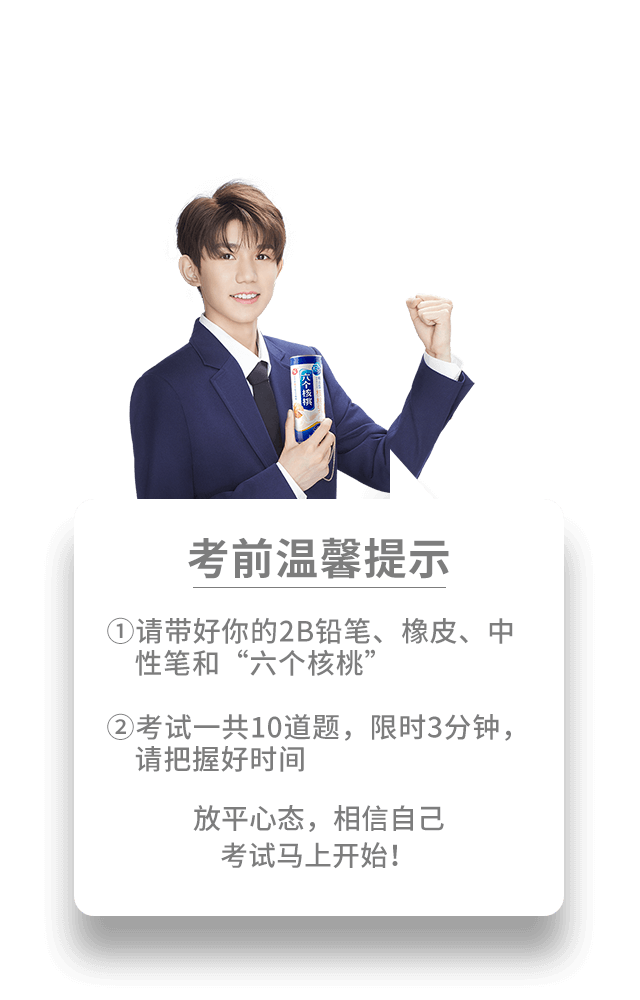 六个核桃
考前温馨提示
①请带好你的2B铅笔、橡皮、中
性笔和“六个核桃”
②考试一共10道题，限时3分钟，
请把握好时间
放平心态，相信自己
考试马上开始！